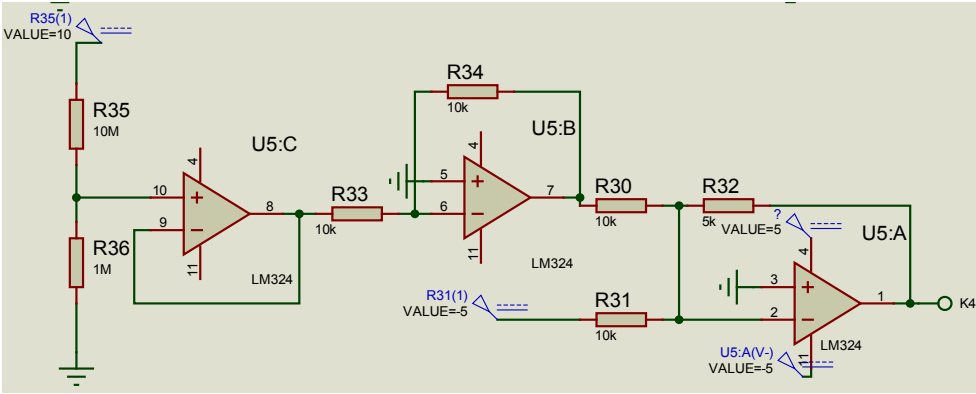 R35(1)
VALUE=10
R35
10M
R36
1M
U5:C
4
10
9
8
11
LM324
R33
10k
R34
10k
U5:B
4
5
6
7
11
LM324
R30
10k
R32
5k
R31(1)
VALUE=-5
R31
10k
?
VALUE=5
U5:A
4
3
2
1
K4
LM324
11
U5:A(V-)
VALUE=-5